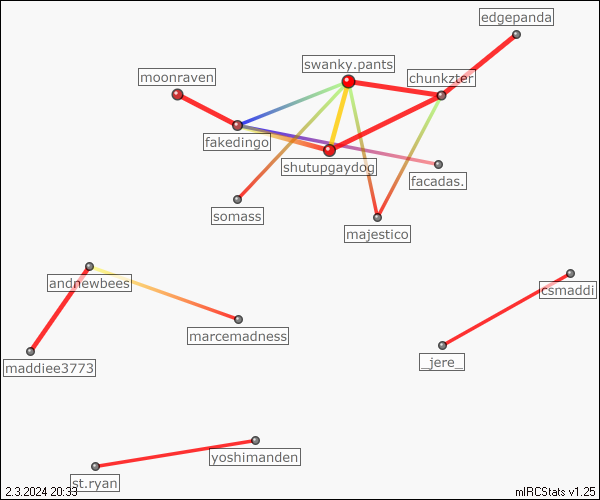 edgepanda
swanky.pants
moonraven
chunkzter
fakedingo
shutupgaydog
facadas.
somass
majestico
andnewbees
csmaddi
marcemadness
maddiee3773
_jere_
yoshimanden
st.ryan
2.3.2024 20:33
mIRCStats v1.25